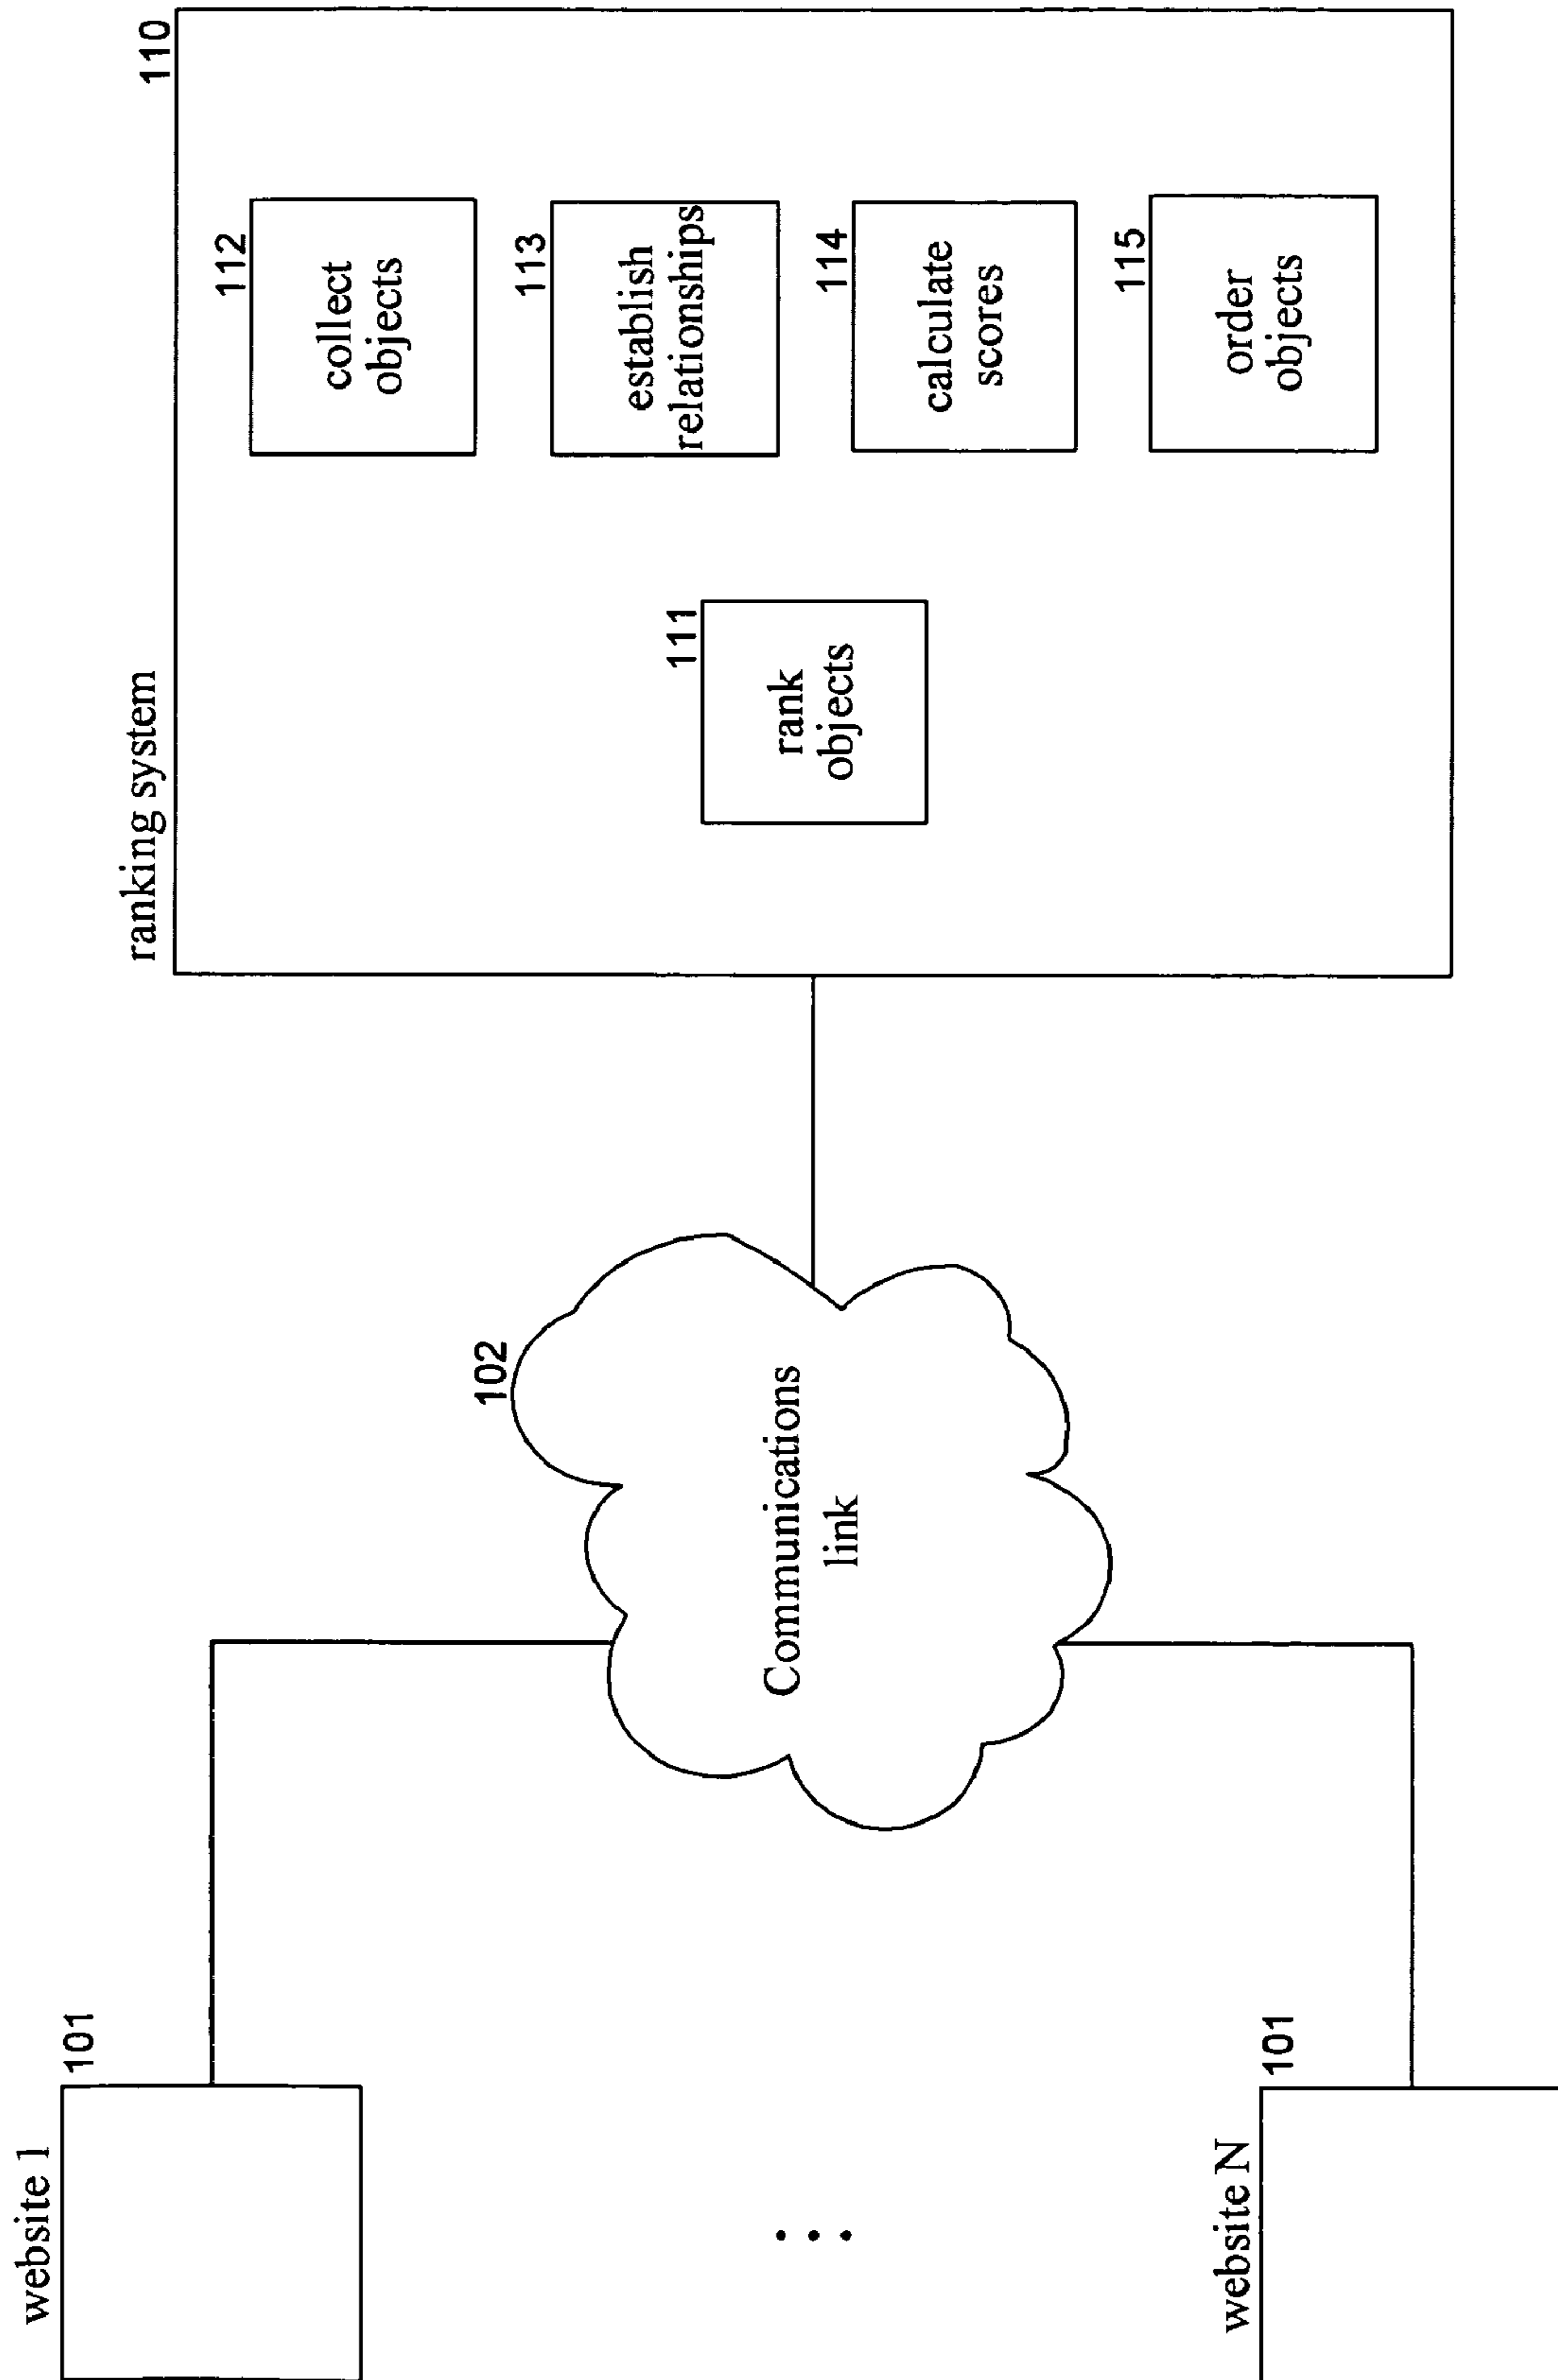 website 1
101
website N
101
102
Communications
link
ranking system
110
111
rank
objects
112
collect
objects
113
establish
relationships
114
calculate
scores
115
order
objects